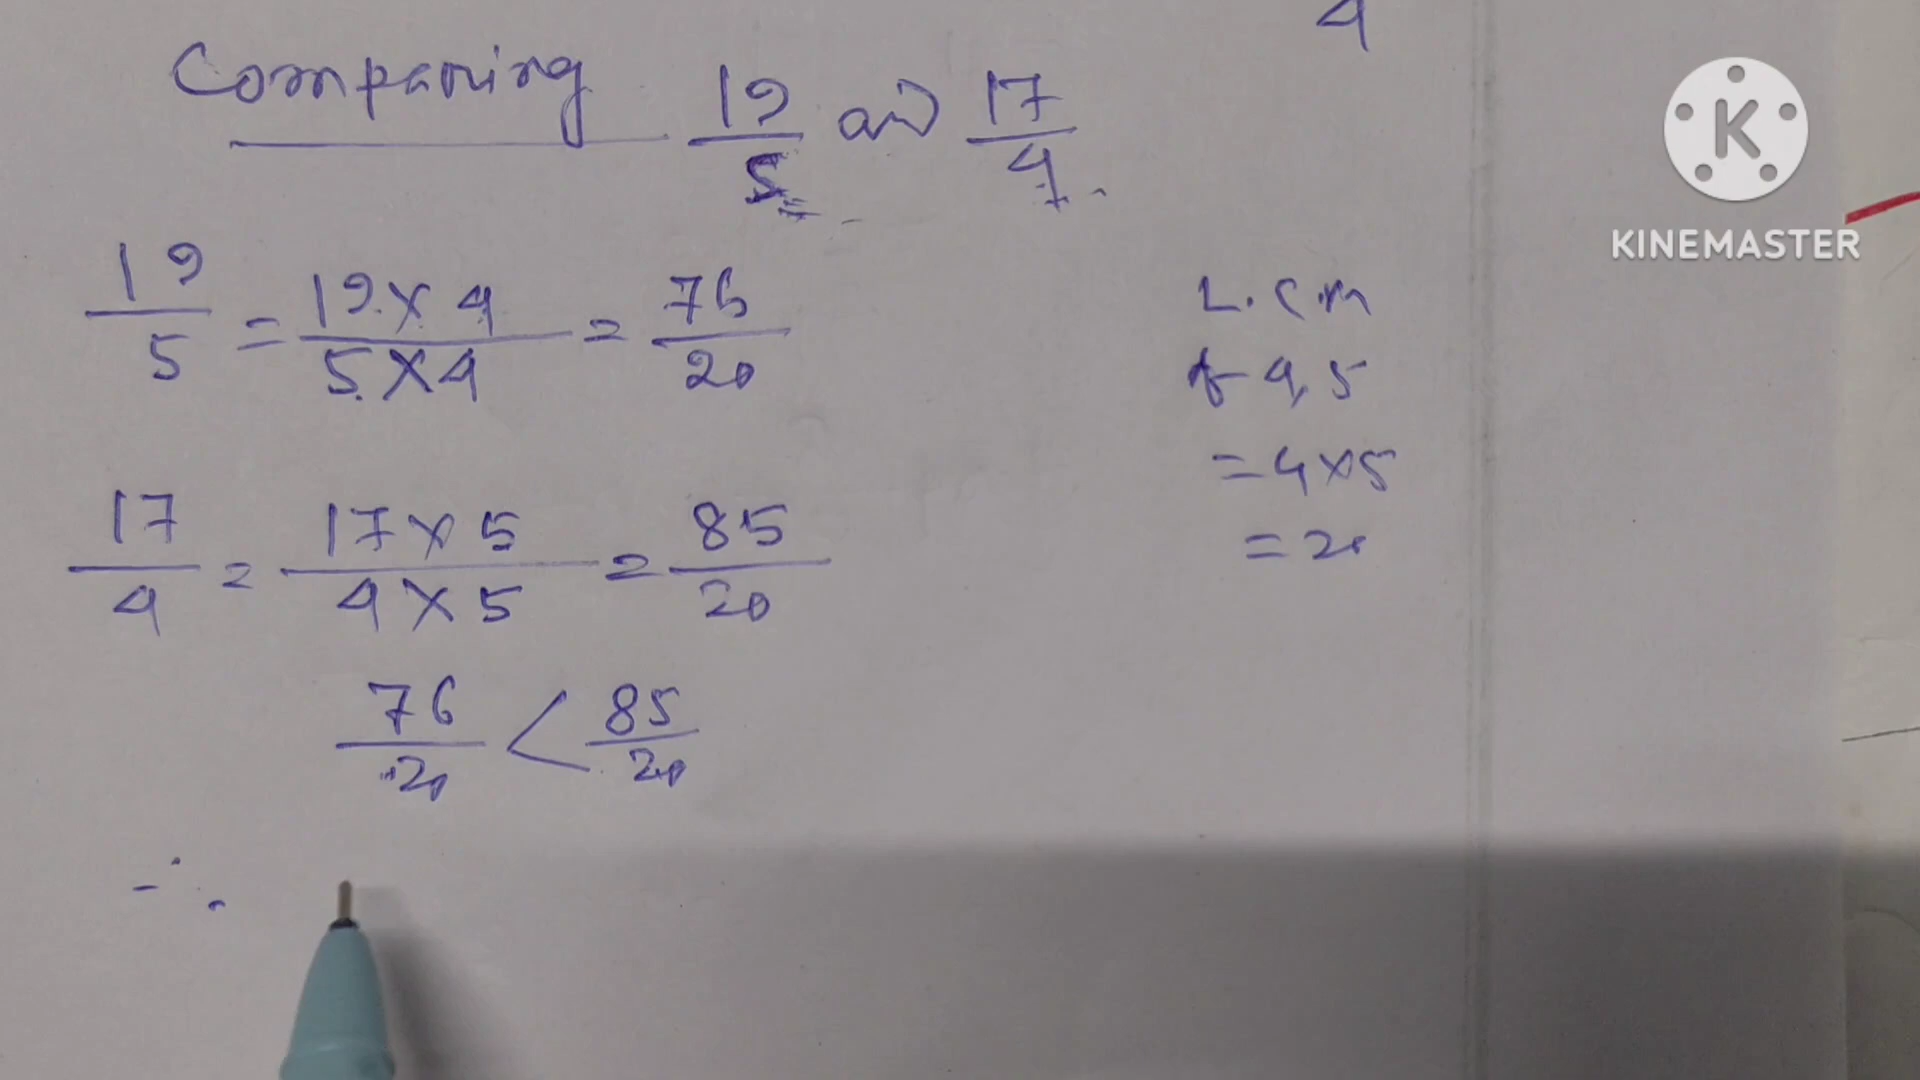 4
Comparing 19/5 and 17/4.
K
KINEMASTER
19/5 = 19 × 4 / 5 × 4 = 76/20
L.C.M
of 4, 5
= 4 × 5
= 20
17/4 = 17 × 5 / 4 × 5 = 85/20
76/20 < 85/20
∴